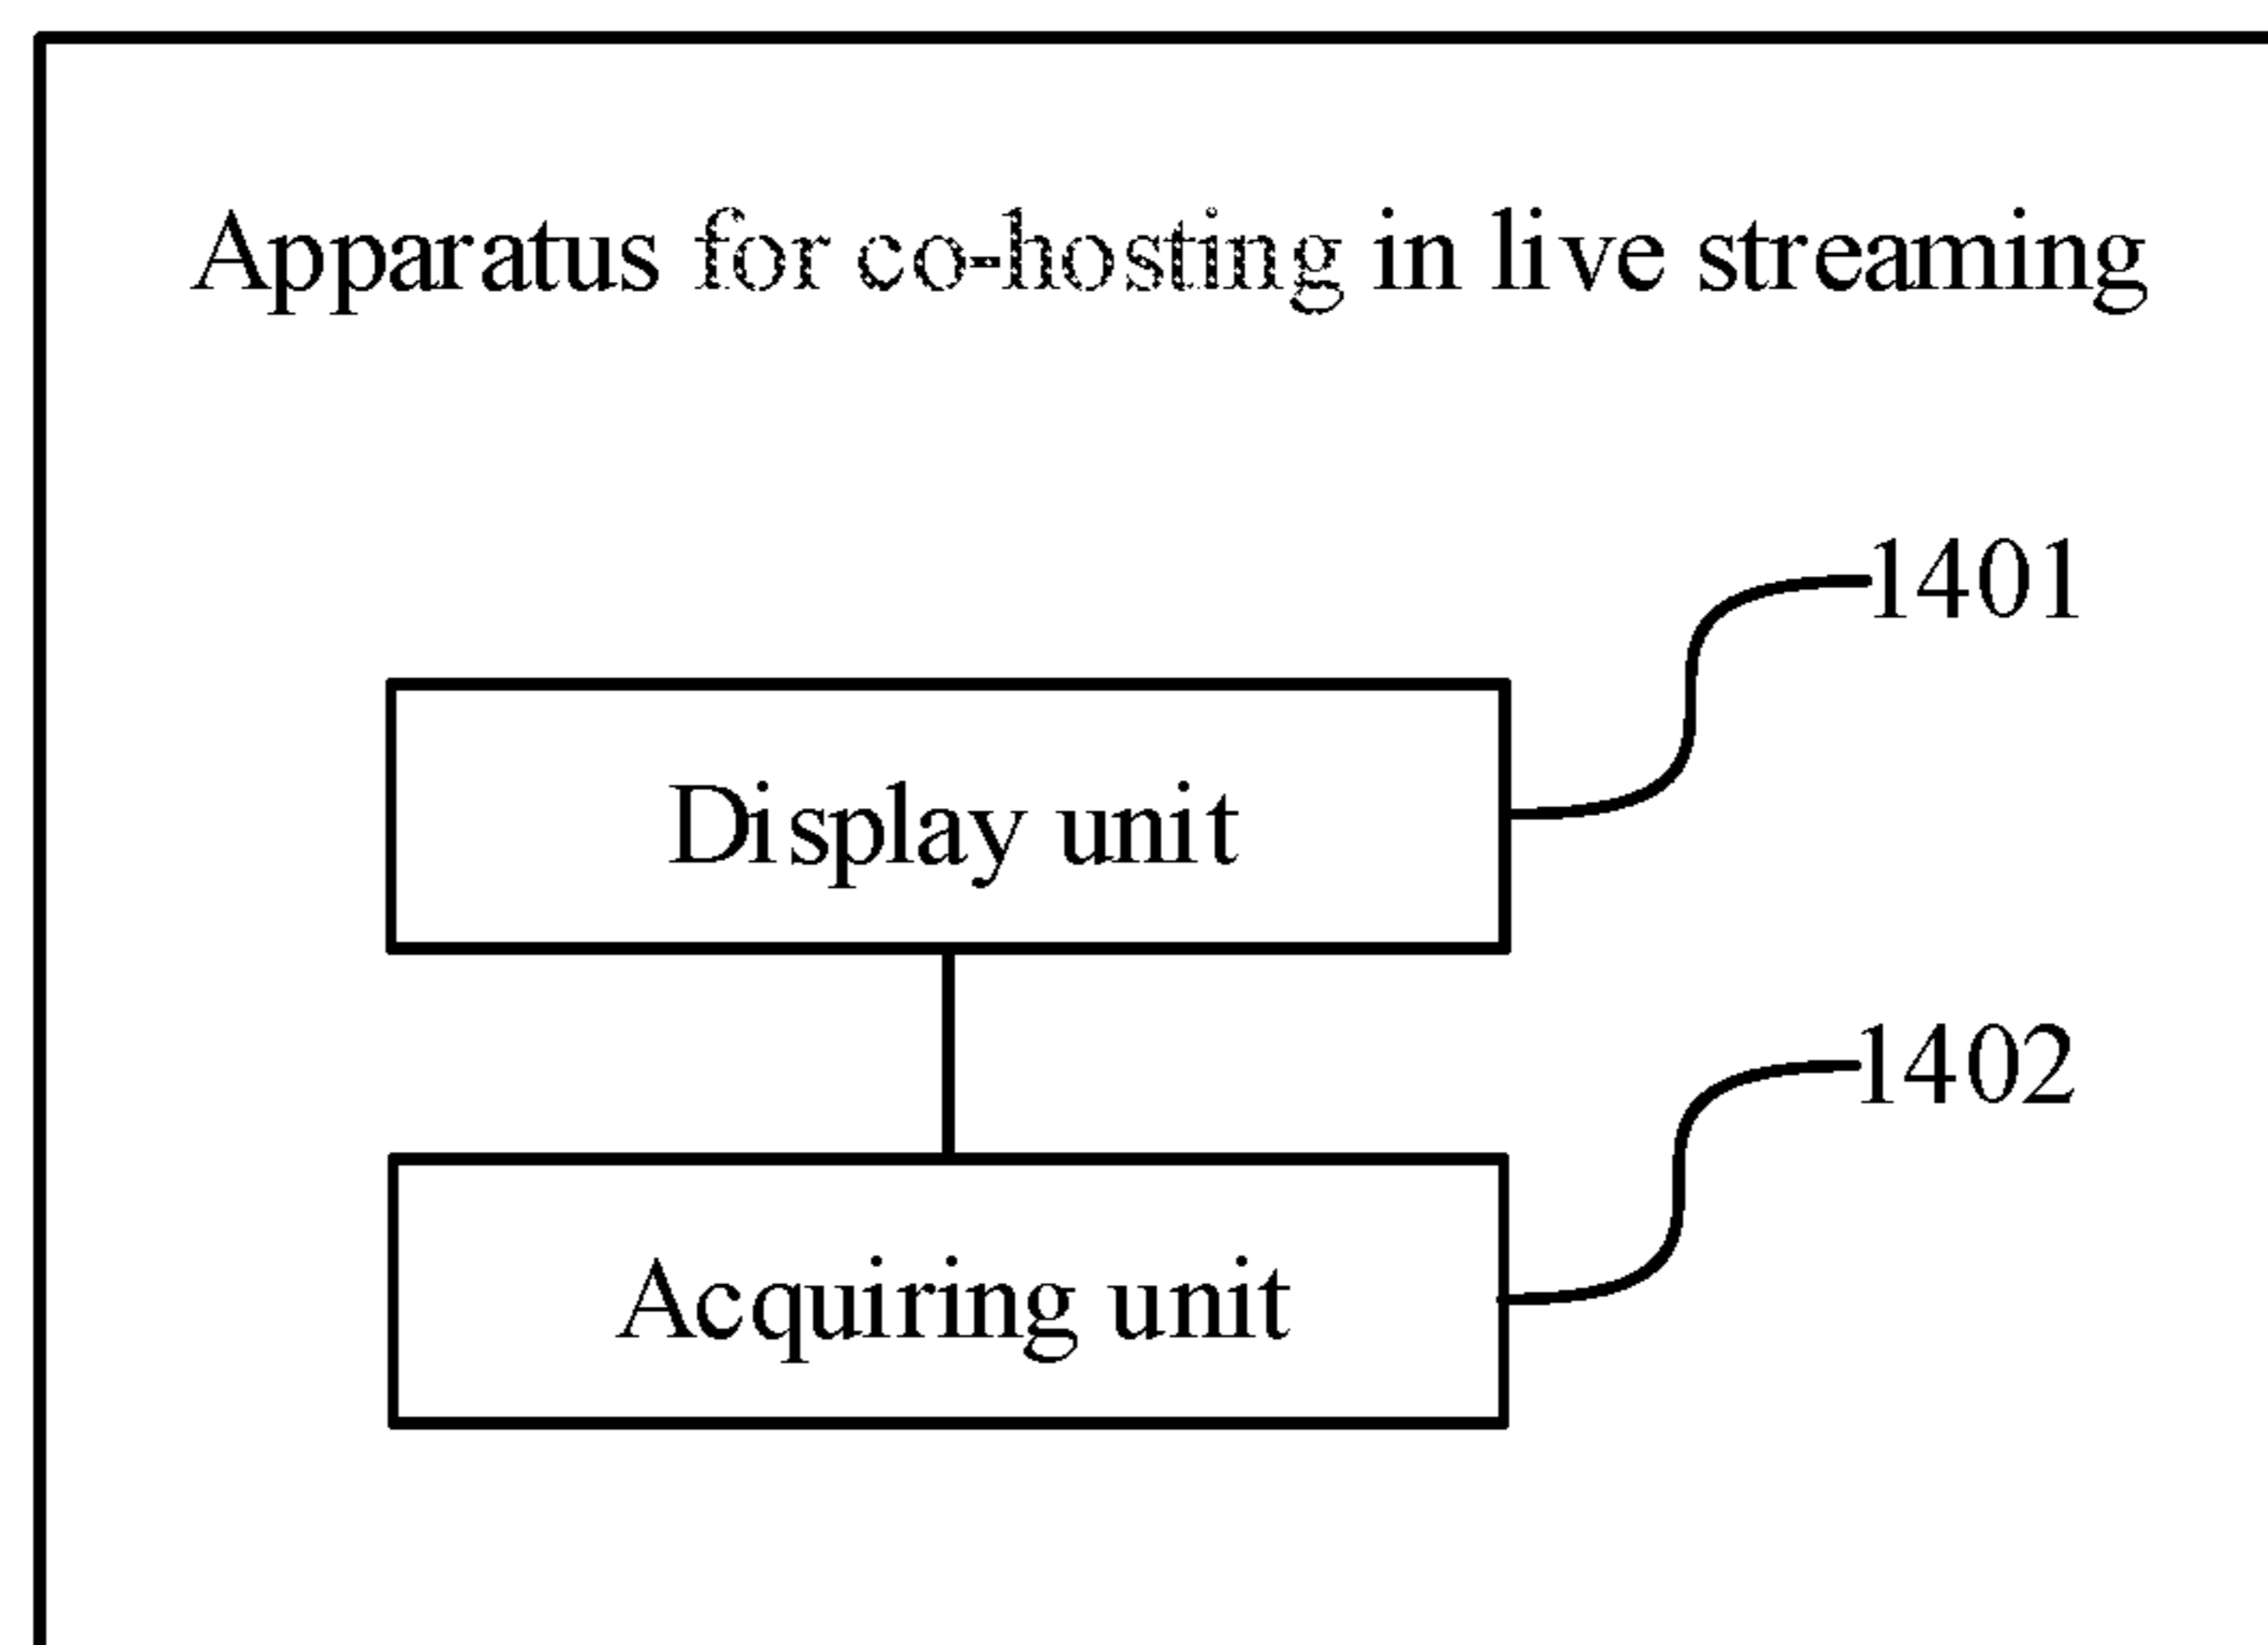 Apparatus for co-hosting in live streaming
1401
Display unit
1402
Acquiring unit